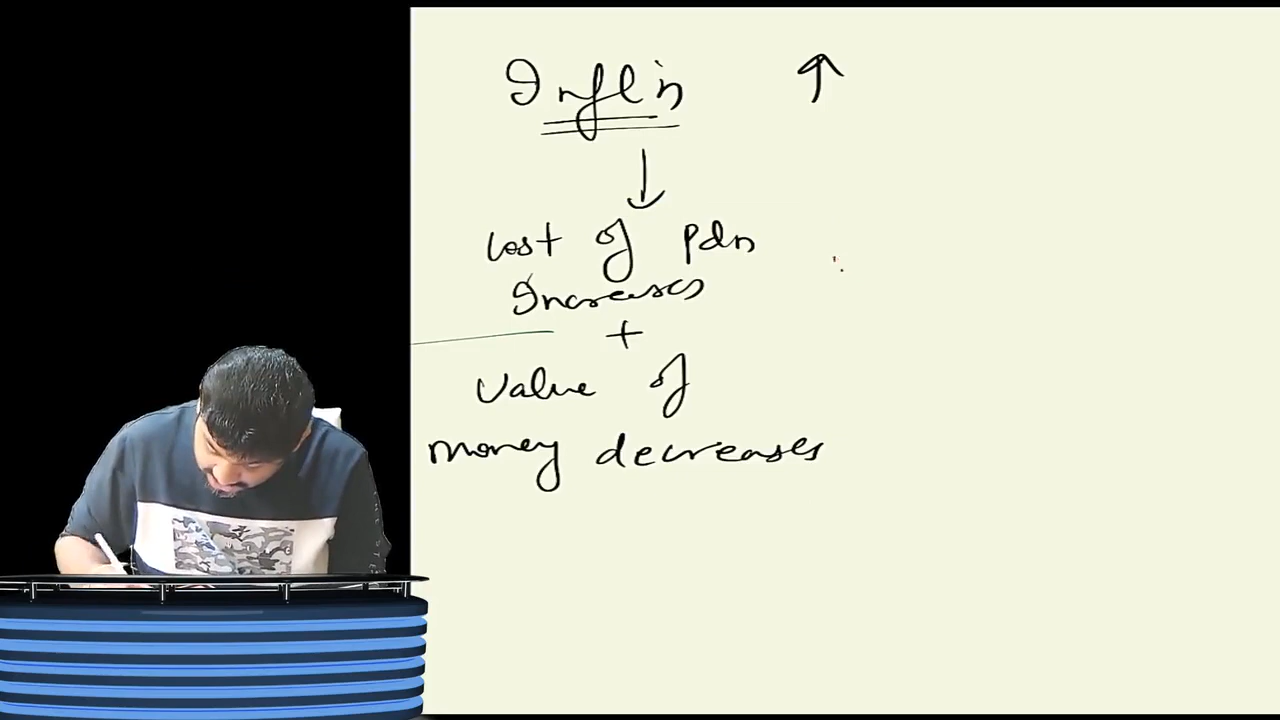 Infl'n ↑
↓
Cost of Pdn
Increases
+
Value of
money decreases